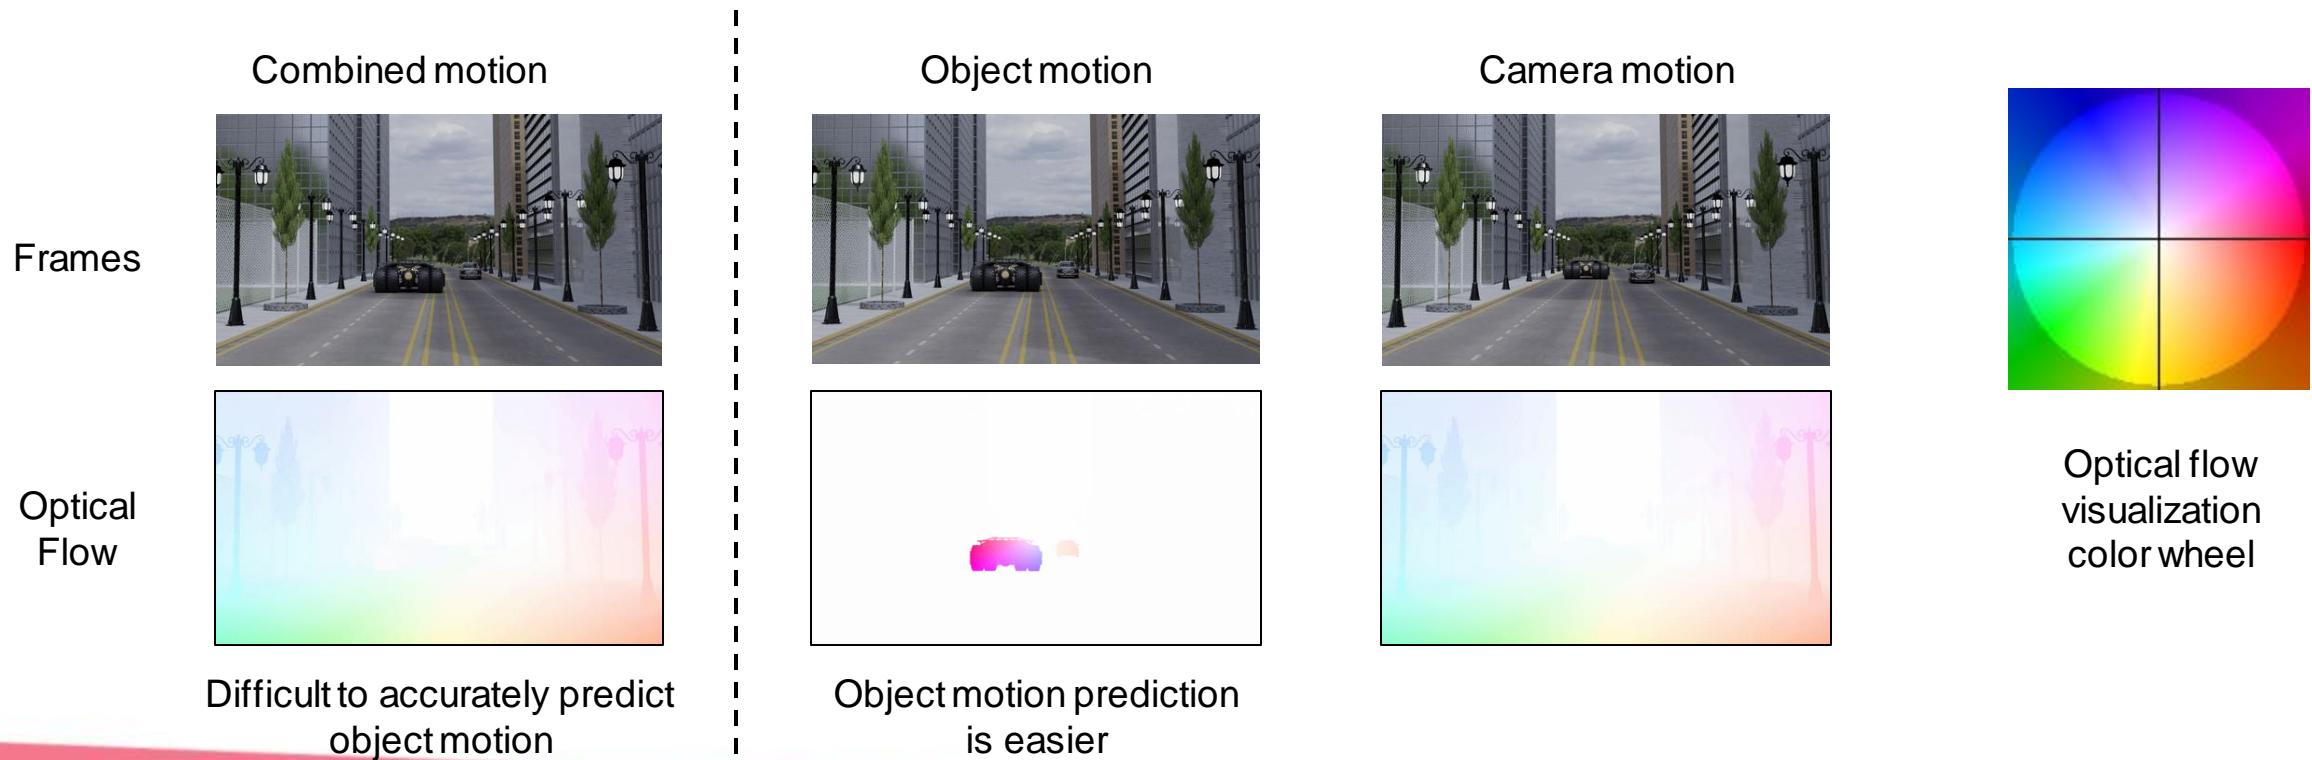 Combined motion
Object motion
Camera motion
Frames
Optical
Flow
Optical flow
visualization
color wheel
Difficult to accurately predict
object motion
Object motion prediction
is easier